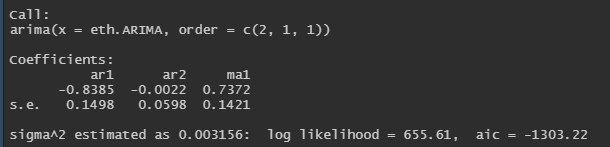 Call:
arima(x = eth.ARIMA, order = c(2, 1, 1))
Coefficients:
ar1 ar2 ma1
-0.8385 -0.0022 0.7372
s.e. 0.1498 0.0598 0.1421
sigma^2 estimated as 0.003156: log likelihood = 655.61, aic = -1303.22